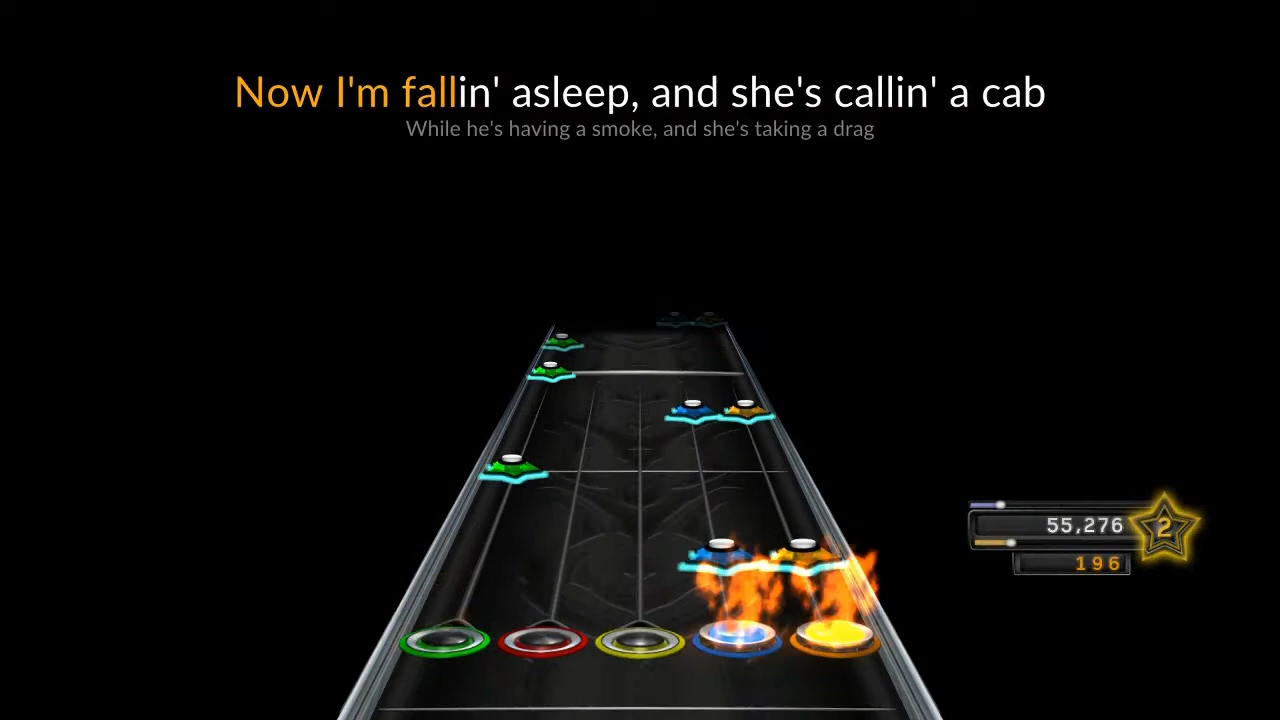 Now I'm fallin' asleep, and she's callin' a cab
While he's having a smoke, and she's taking a drag
55,276
2
196